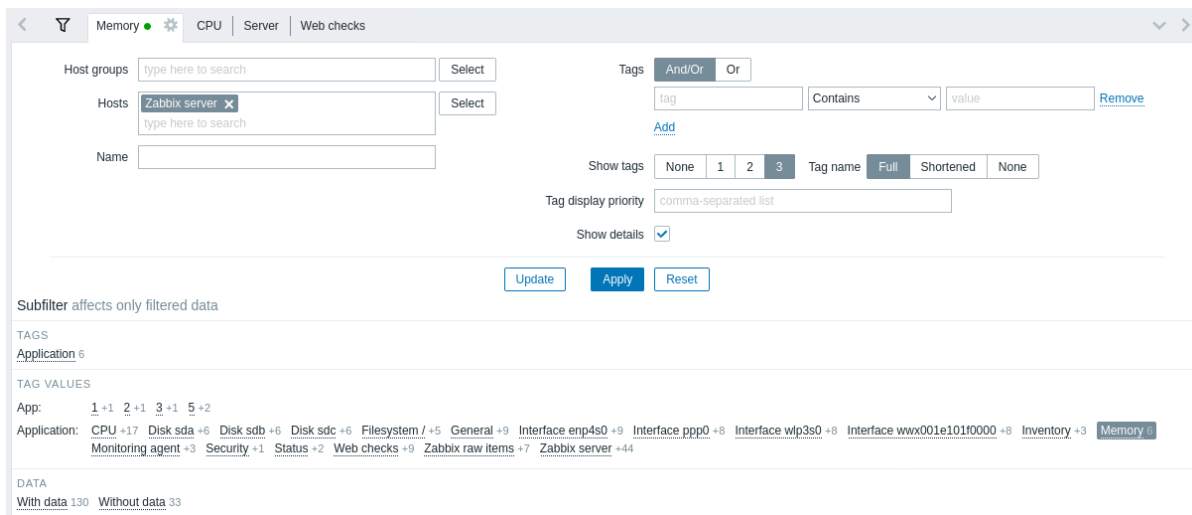 Memory CPU Server Web checks
Host groups type here to search Select Tags And/Or Or
Hosts Zabbix server Select tag Contains value Remove
type here to search
Add
Name
Show tags None 1 2 3 Tag name Full Shortened None
Tag display priority comma-separated list
Show details
Update Apply Reset
Subfilter affects only filtered data
TAGS
Application 6
TAG VALUES
App: 1 +1 2 +1 3 +1 5 +2
Application: CPU +17 Disk sda +6 Disk sdb +6 Disk sdc +6 Filesystem / +5 General +9 Interface enp4s0 +9 Interface ppp0 +8 Interface wlp3s0 +8 Interface wwx001e101f0000 +8 Inventory +3 Memory 6
Monitoring agent +3 Security +1 Status +2 Web checks +9 Zabbix raw items +7 Zabbix server +44
DATA
With data 130 Without data 33